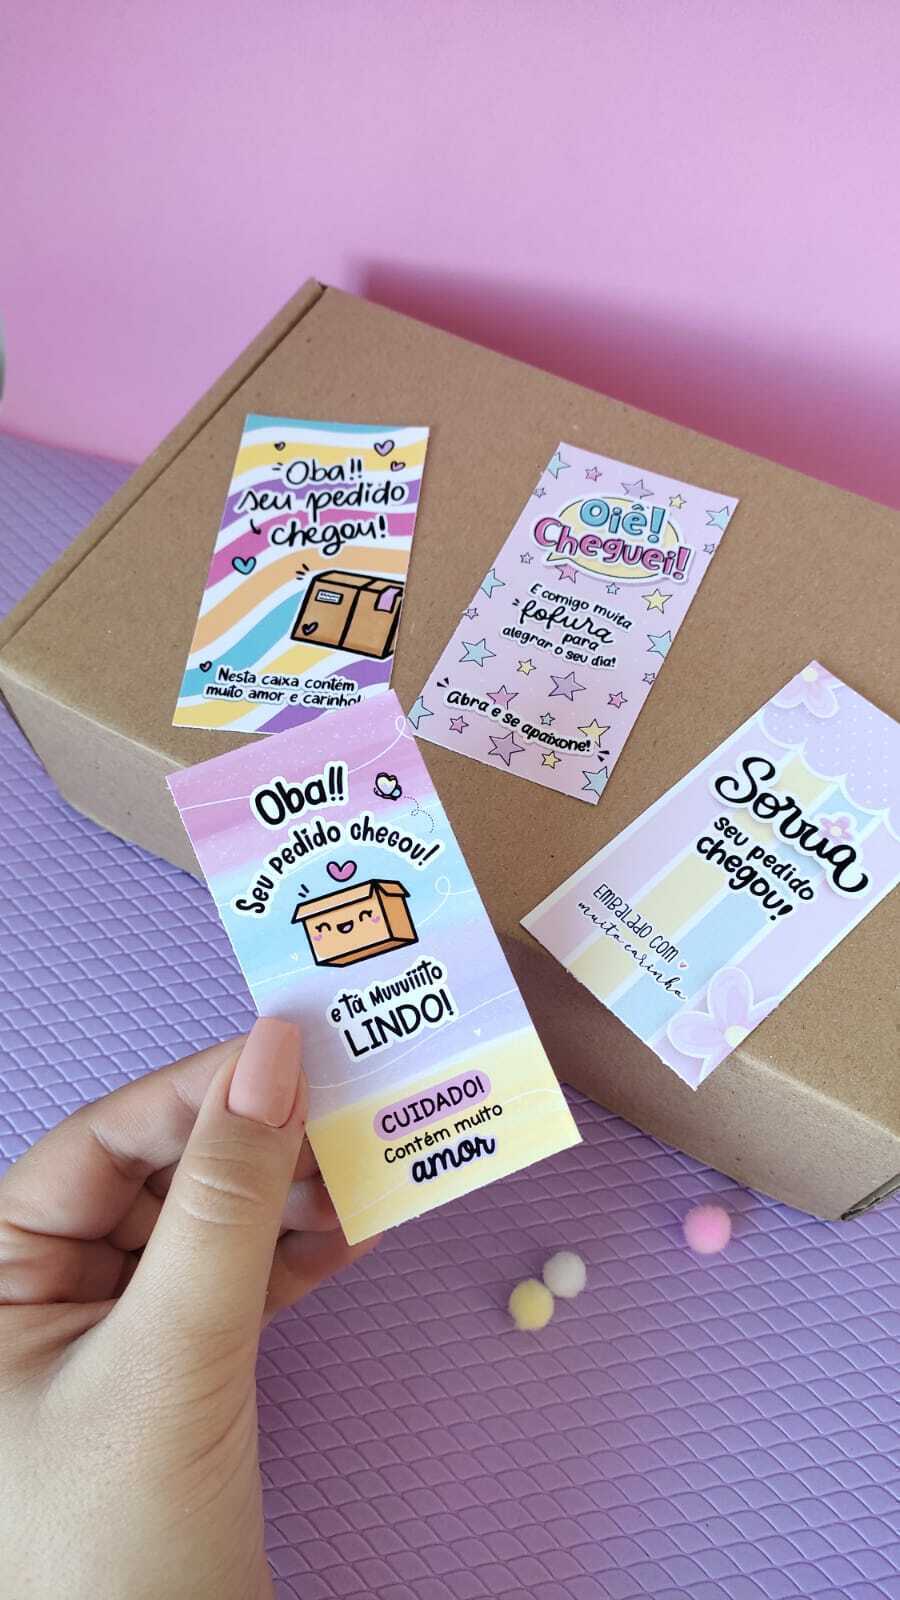 Oba!!
seu pedido
chegou!
Nesta caixa contém
muito amor e carinho!
Oiê!
Cheguei!
E comigo muita
fofura
para
alegrar o seu dia!
Abra e se apaixone!
Oba!!
Seu pedido chegou!
e tá Muuuiiito
LINDO!
CUIDADO!
Contém muito
amor
Sorria
seu pedido
chegou!
EMBALADO COM
muito carinho